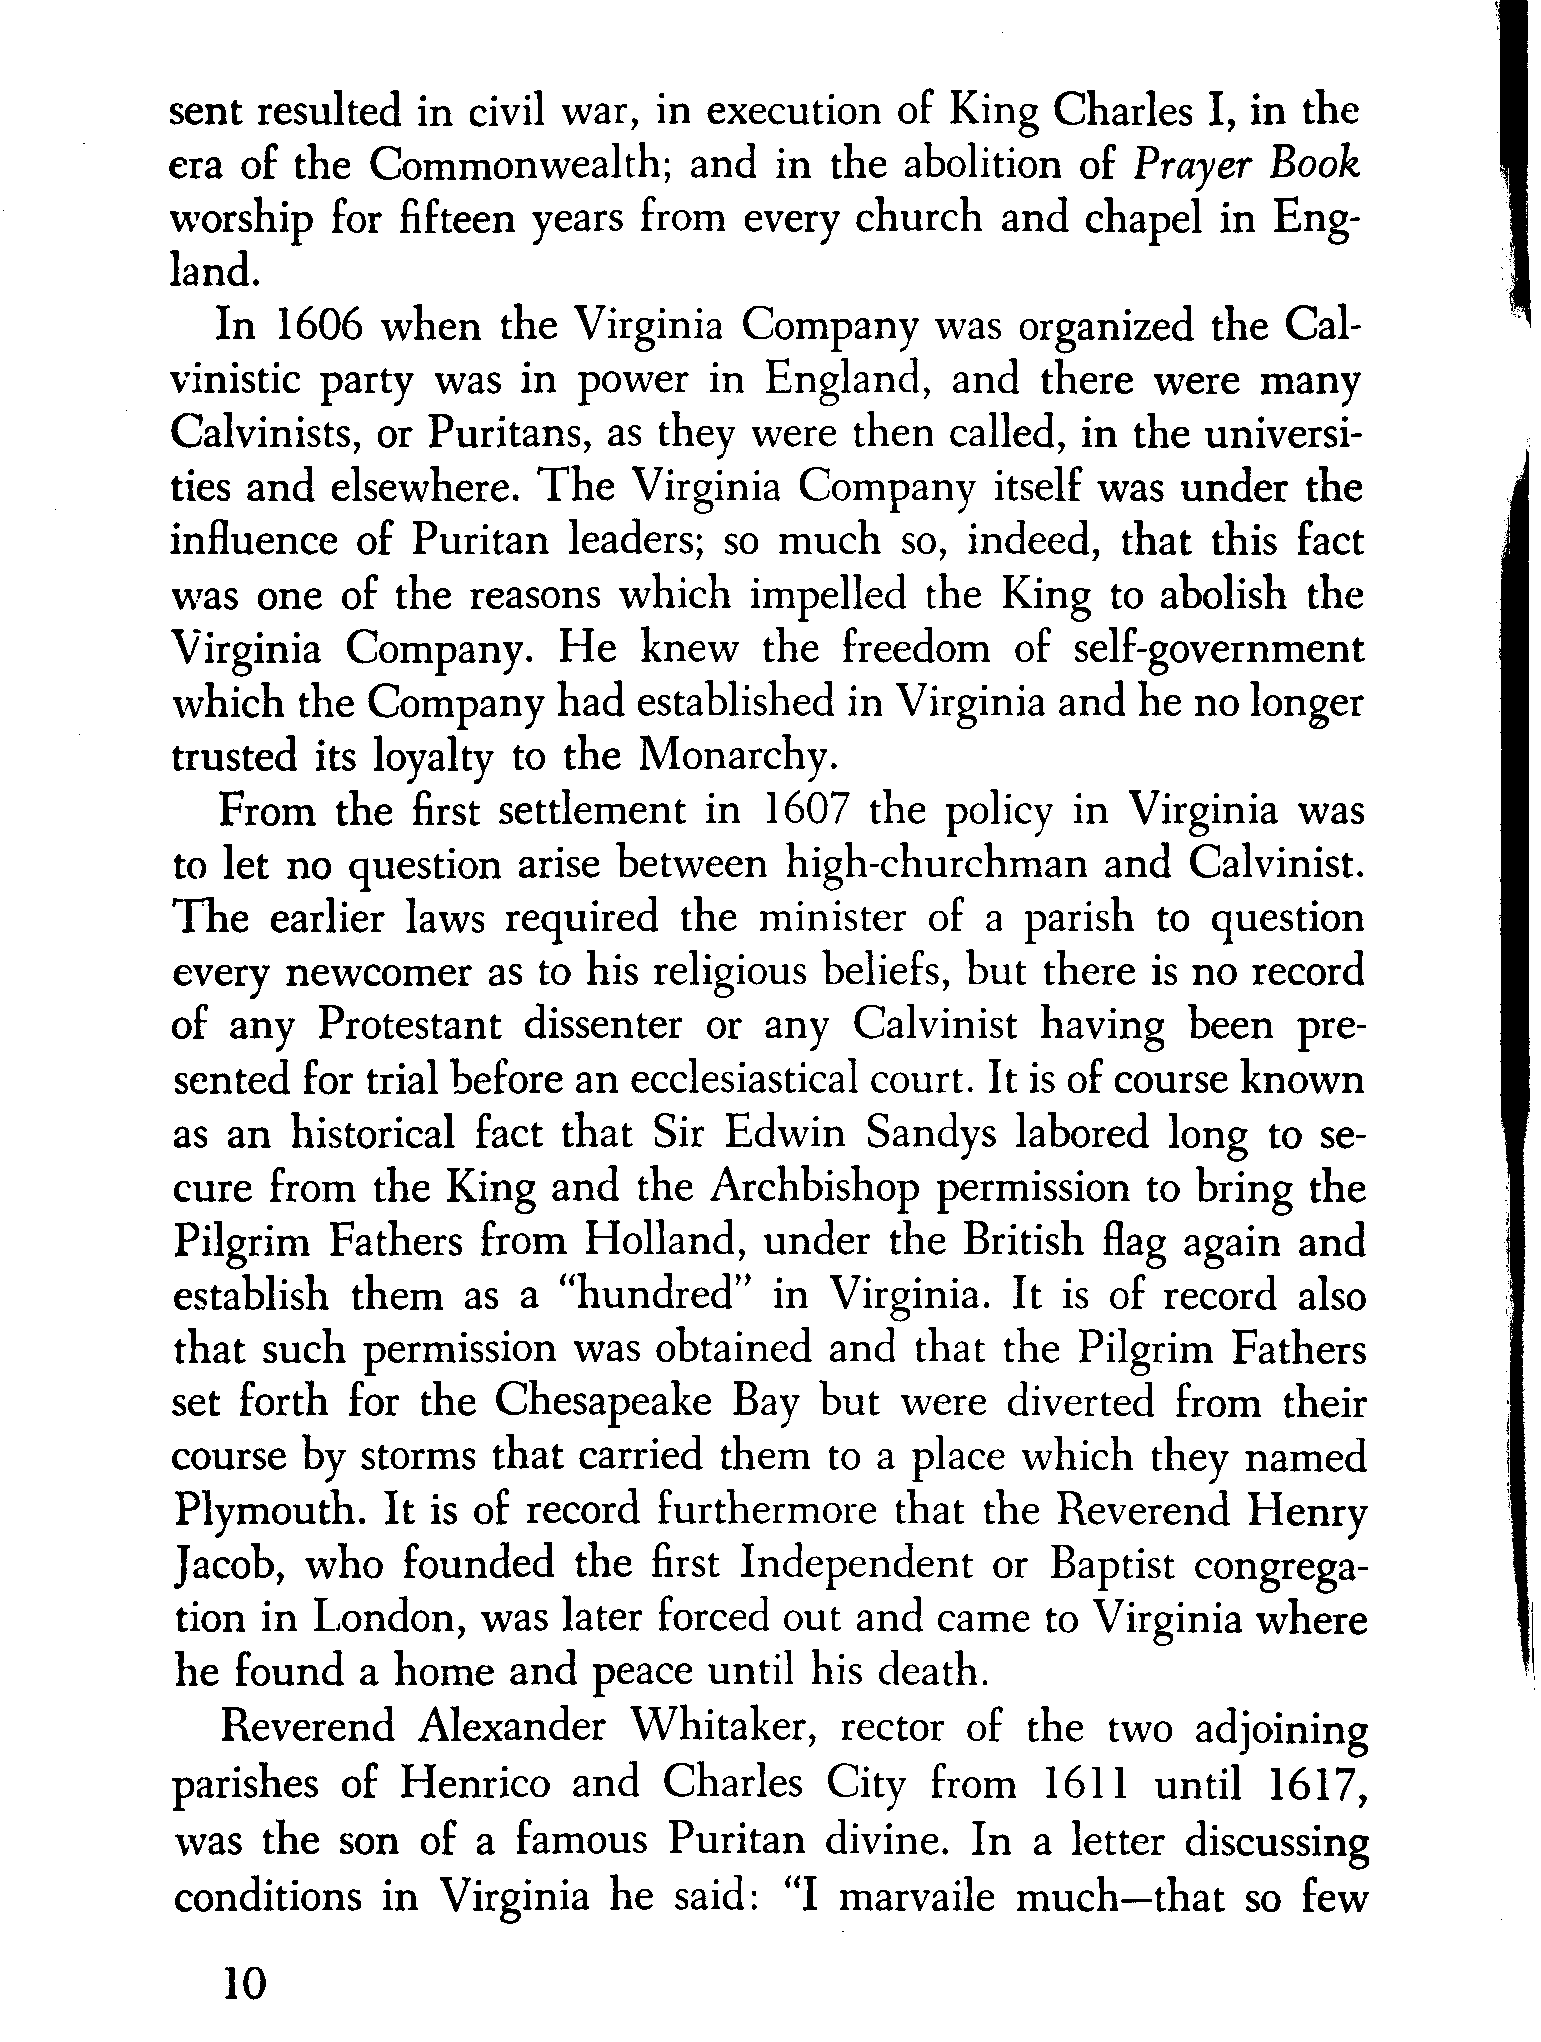 sent resulted in civil war, in execution of King Charles I, in the
era of the Commonwealth; and in the abolition of Prayer Book
worship for fifteen years from every church and chapel in Eng-
land.
In 1606 when the Virginia Company was organized the Cal-
vinistic party was in power in England, and there were many
Calvinists, or Puritans, as they were then called, in the universi-
ties and elsewhere. The Virginia Company itself was under the
influence of Puritan leaders; so much so, indeed, that this fact
was one of the reasons which impelled the King to abolish the
Virginia Company. He knew the freedom of self-government
which the Company had established in Virginia and he no longer
trusted its loyalty to the Monarchy.
From the first settlement in 1607 the policy in Virginia was
to let no question arise between high-churchman and Calvinist.
The earlier laws required the minister of a parish to question
every newcomer as to his religious beliefs, but there is no record
of any Protestant dissenter or any Calvinist having been pre-
sented for trial before an ecclesiastical court. It is of course known
as an historical fact that Sir Edwin Sandys labored long to se-
cure from the King and the Archbishop permission to bring the
Pilgrim Fathers from Holland, under the British flag again and
establish them as a "hundred" in Virginia. It is of record also
that such permission was obtained and that the Pilgrim Fathers
set forth for the Chesapeake Bay but were diverted from their
course by storms that carried them to a place which they named
Plymouth. It is of record furthermore that the Reverend Henry
Jacob, who founded the first Independent or Baptist congrega-
tion in London, was later forced out and came to Virginia where
he found a home and peace until his death.
Reverend Alexander Whitaker, rector of the two adjoining
parishes of Henrico and Charles City from 1611 until 1617,
was the son of a famous Puritan divine. In a letter discussing
conditions in Virginia he said: "I marvaile much—that so few
10